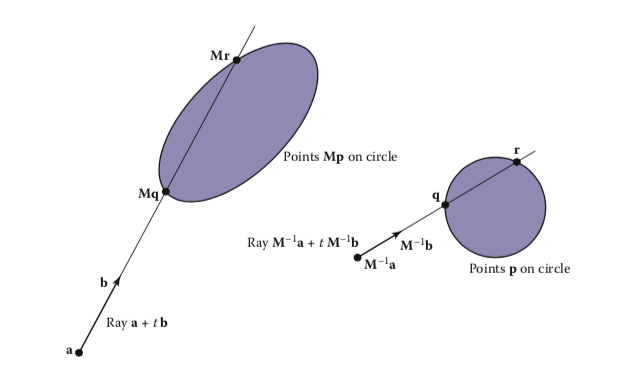 Mr
Points Mp on circle
Mq
b
Ray a + t b
a
r
q
Ray M⁻¹a + t M⁻¹b
M⁻¹b
M⁻¹a
Points p on circle